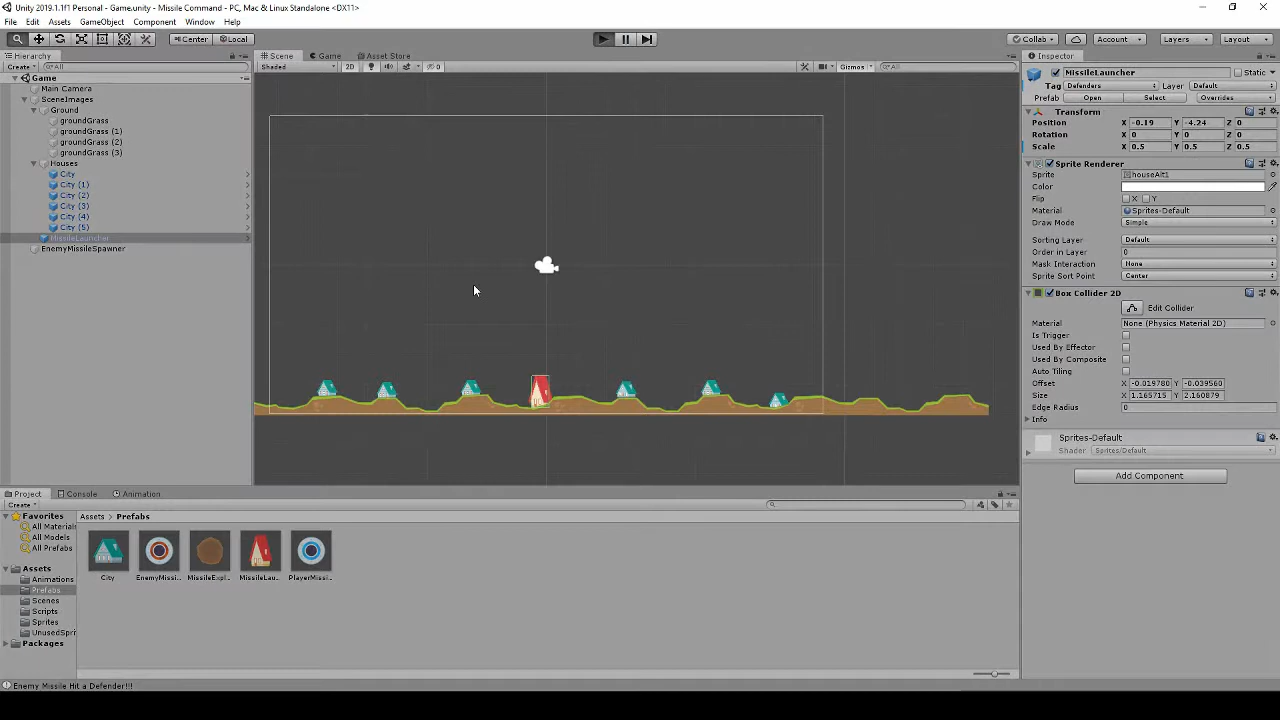 Unity 2019.1.1f1 Personal - Game.unity - Missile Command - PC, Mac & Linux Standalone <DX11>
File Edit Assets GameObject Component Window Help
Center Local Collab Account Layers Layout
Hierarchy
Create All
Game
Main Camera
SceneImages
Ground
groundGrass
groundGrass (1)
groundGrass (2)
groundGrass (3)
Houses
City
City (1)
City (2)
City (3)
City (4)
City (5)
MissileLauncher
EnemyMissileSpawner
Scene Game Asset Store
Shaded 2D 0 Gizmos All
Inspector
MissileLauncher Static
Tag Defenders Layer Default
Prefab Open Select Overrides
Transform
Position X -0.19 Y -4.24 Z 0
Rotation X 0 Y 0 Z 0
Scale X 0.5 Y 0.5 Z 0.5
Sprite Renderer
Sprite houseAlt1
Color
Flip X Y
Material Sprites-Default
Draw Mode Simple
Sorting Layer Default
Order in Layer 0
Mask Interaction None
Sprite Sort Point Center
Box Collider 2D
Edit Collider
Material None (Physics Material 2D)
Is Trigger
Used By Effector
Used By Composite
Auto Tiling
Offset X -0.019780 Y -0.039560
Size X 1.165715 Y 2.160879
Edge Radius 0
Info
Sprites-Default
Shader Sprites/Default
Add Component
Project Console Animation
Create
Favorites
All Materials
All Models
All Prefabs
Assets
Animations
Prefabs
Scenes
Scripts
Sprites
UnusedSpri
Packages
Assets > Prefabs
City EnemyMissi... MissileExpl... MissileLau... PlayerMissi...
Enemy Missile Hit a Defender!!!